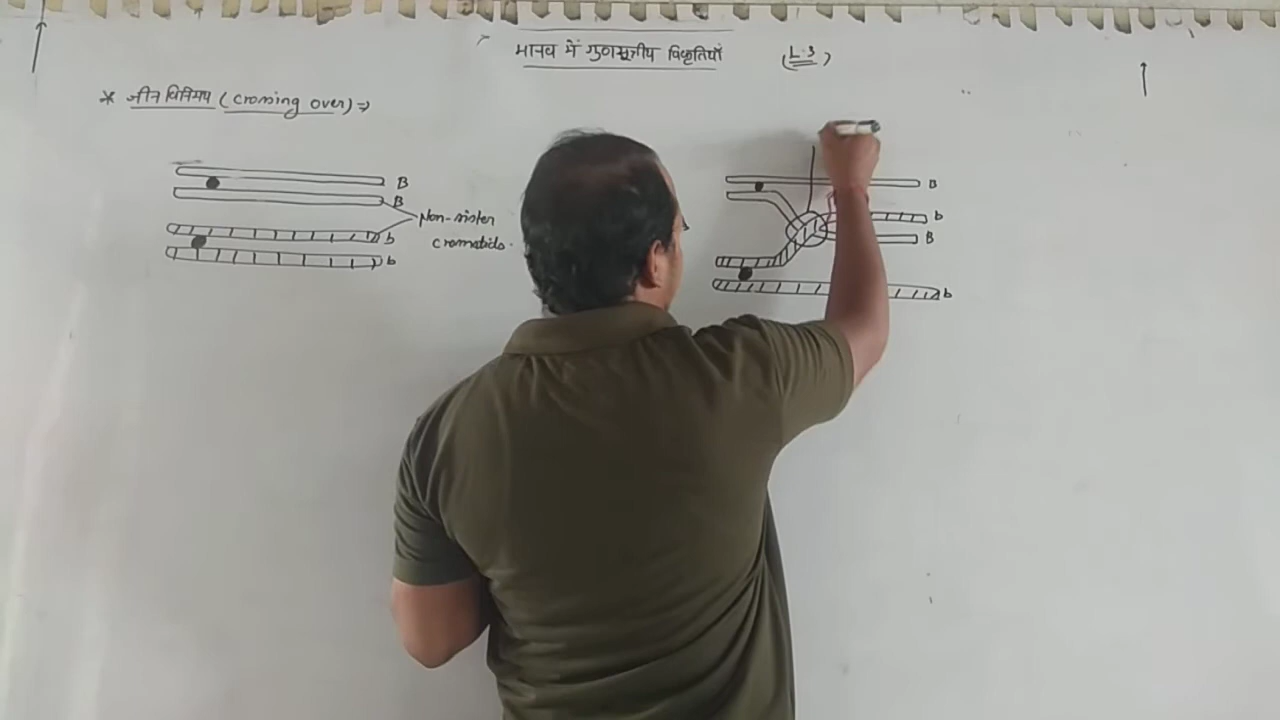 मानव में गुणसूत्रीय विकृतियाँ (L-3)
* जीन विनिमय (Crossing over) ⇒
B
B
Non-sister
b
cromatids.
b
B
b
B
b